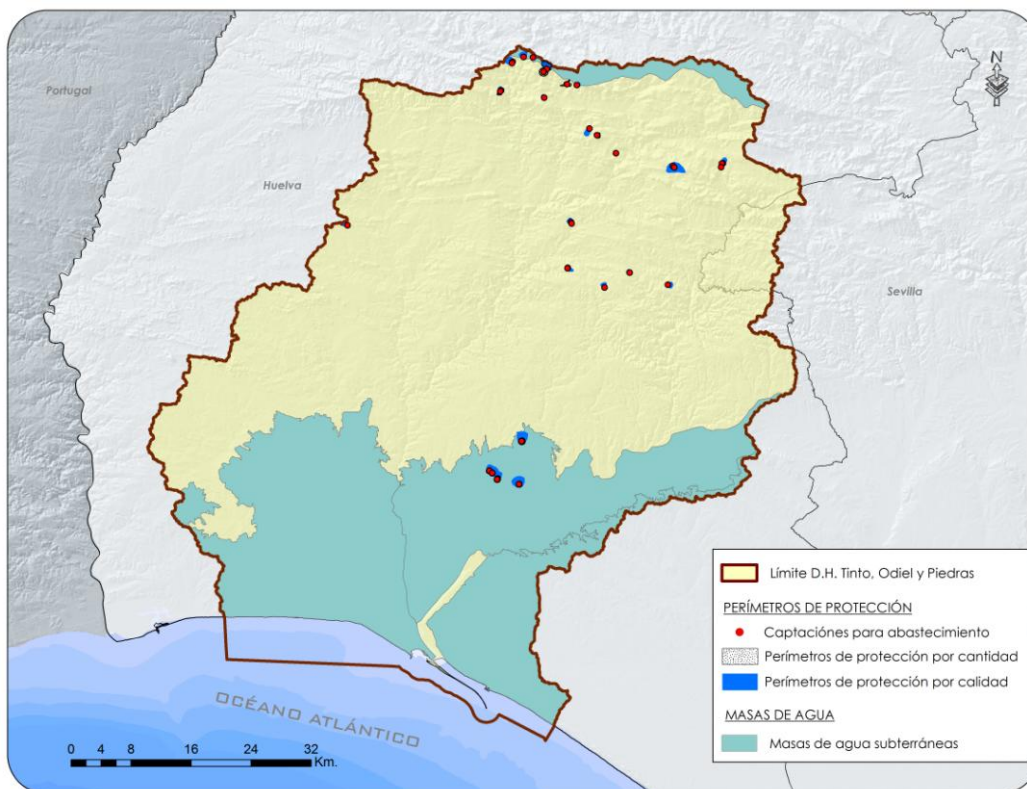 Portugal
Huelva
Sevilla
N
OCÉANO ATLÁNTICO
0 4 8 16 24 32
Km.
Límite D.H. Tinto, Odiel y Piedras
PERÍMETROS DE PROTECCIÓN
Captaciónes para abastecimiento
Perímetros de protección por cantidad
Perímetros de protección por calidad
MASAS DE AGUA
Masas de agua subterráneas